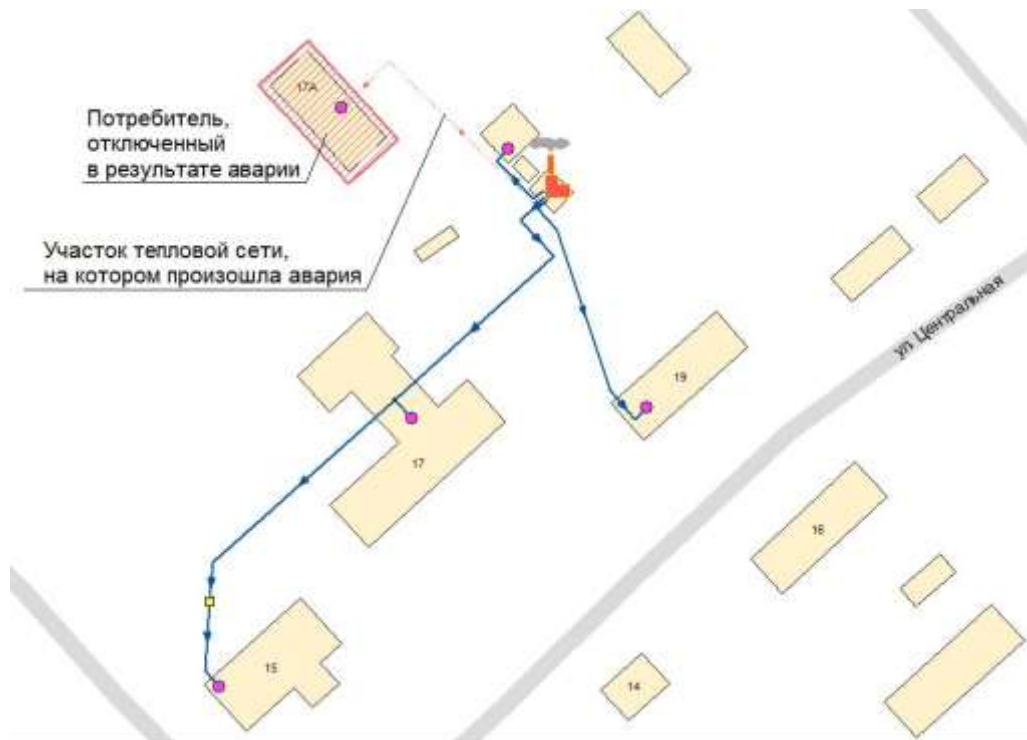 17А
Потребитель,
отключенный
в результате аварии
Участок тепловой сети,
на котором произошла авария
ул. Центральная
19
17
16
15
14